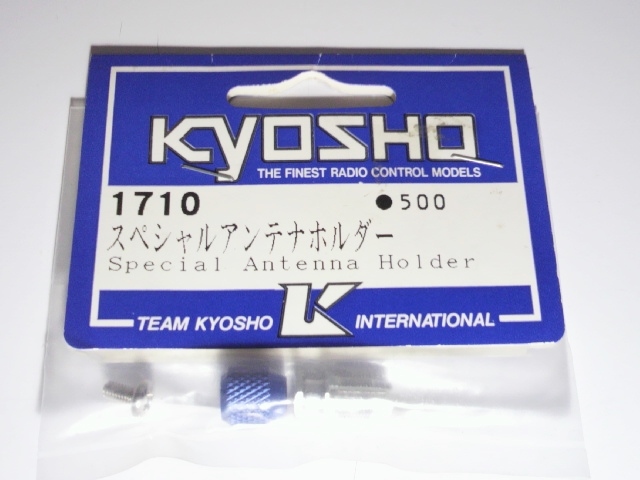 KYOSHO
THE FINEST RADIO CONTROL MODELS
1710 ●500
スペシャルアンテナホルダー
Special Antenna Holder
TEAM KYOSHO K INTERNATIONAL